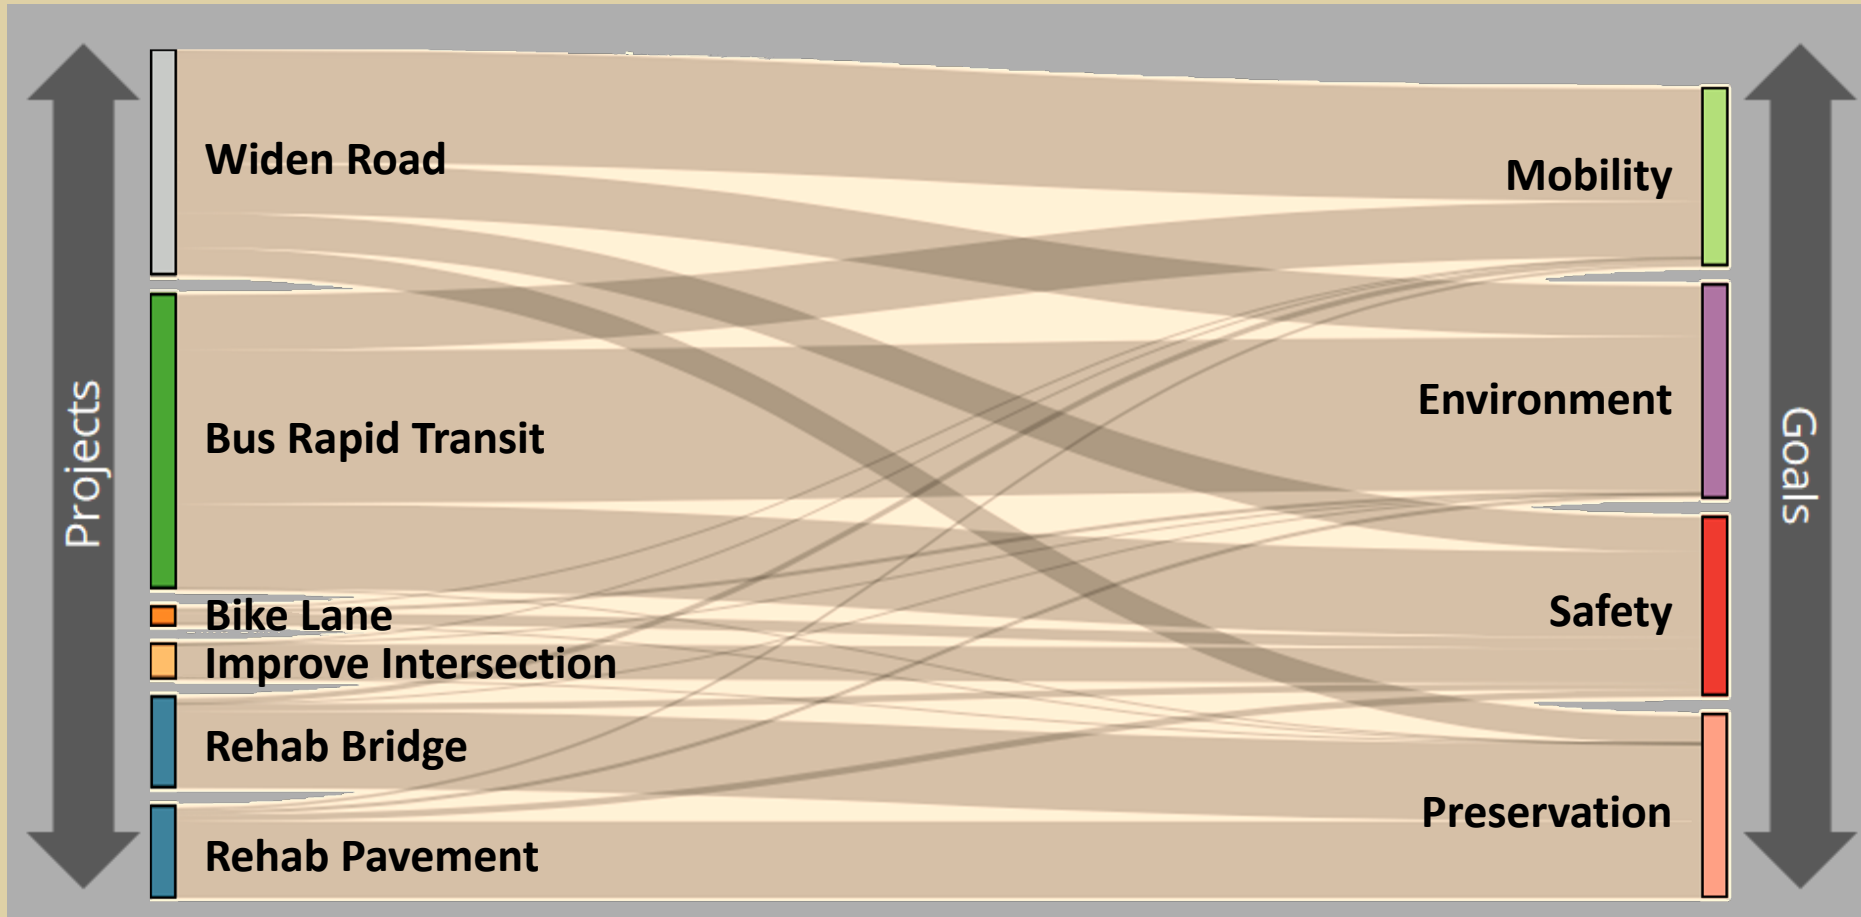 Projects
Widen Road
Bus Rapid Transit
Bike Lane
Improve Intersection
Rehab Bridge
Rehab Pavement
Mobility
Environment
Safety
Preservation
Goals